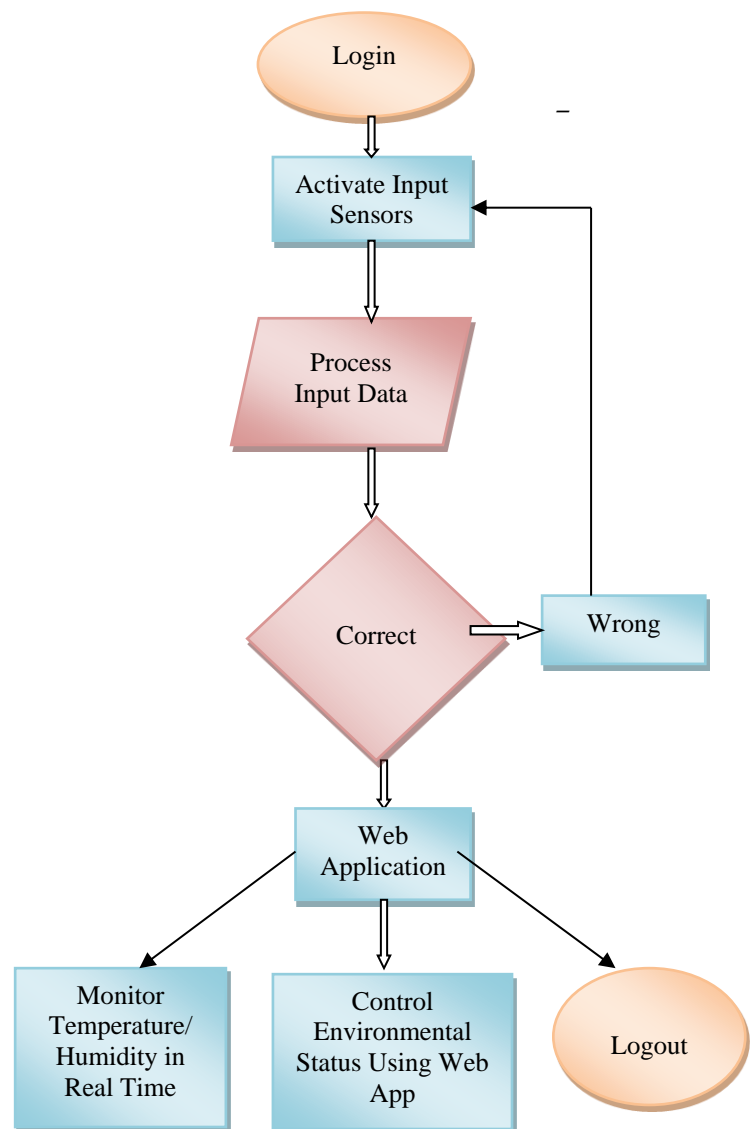 Login
–
Activate Input
Sensors
Process
Input Data
Correct
Wrong
Web
Application
Monitor
Temperature/
Humidity in
Real Time
Control
Environmental
Status Using Web
App
Logout